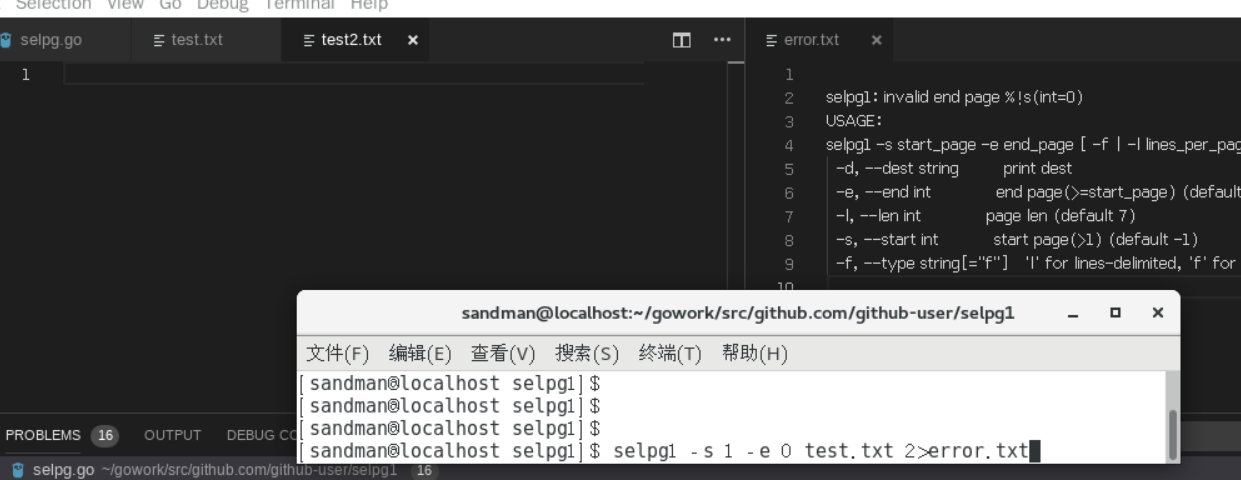 Selection View Go Debug Terminal Help
selpg.go test.txt test2.txt × ··· error.txt ×
1
1
2 selpg1: invalid end page %!s(int=0)
3 USAGE:
4 selpg1 -s start_page -e end_page [ -f | -l lines_per_pag
5 -d, --dest string print dest
6 -e, --end int end page(>=start_page) (default
7 -l, --len int page len (default 7)
8 -s, --start int start page(>1) (default -1)
9 -f, --type string[="f"] 'l' for lines-delimited, 'f' for
10
sandman@localhost:~/gowork/src/github.com/github-user/selpg1
文件(F) 编辑(E) 查看(V) 搜索(S) 终端(T) 帮助(H)
[sandman@localhost selpg1]$
[sandman@localhost selpg1]$
[sandman@localhost selpg1]$
[sandman@localhost selpg1]$ selpg1 -s 1 -e 0 test.txt 2>error.txt
PROBLEMS 16 OUTPUT DEBUG CO
selpg.go ~/gowork/src/github.com/github-user/selpg1 16